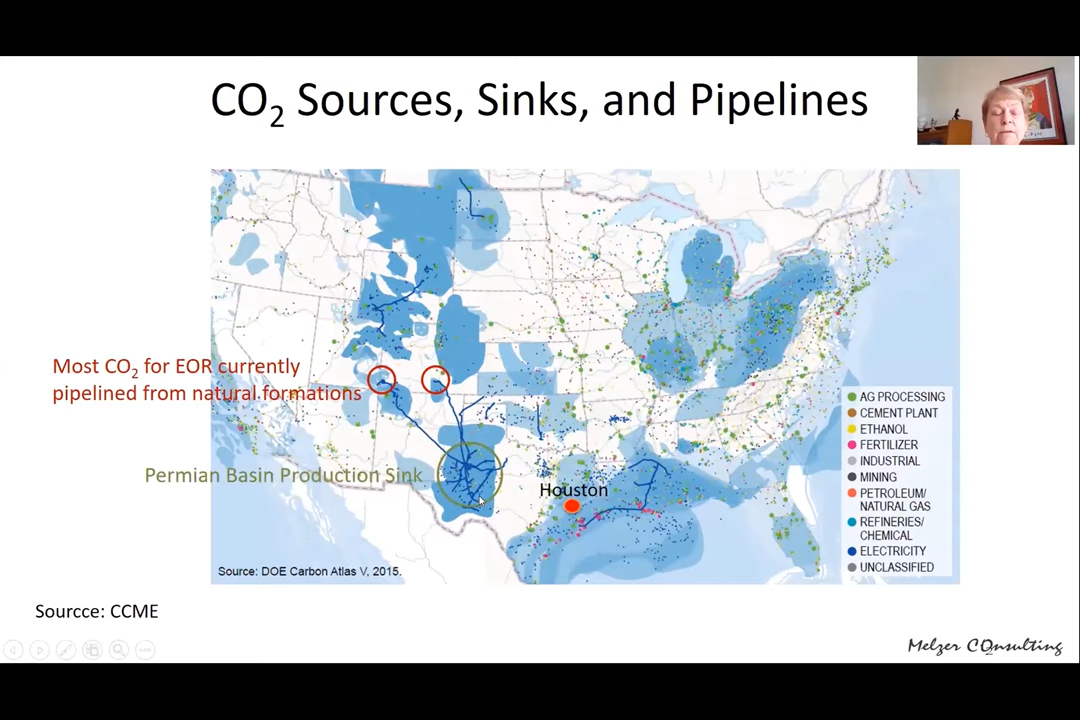 CO2 Sources, Sinks, and Pipelines
Most CO2 for EOR currently
pipelined from natural formations
Permian Basin Production Sink
Houston
AG PROCESSING
CEMENT PLANT
ETHANOL
FERTILIZER
INDUSTRIAL
MINING
PETROLEUM/
NATURAL GAS
REFINERIES/
CHEMICAL
ELECTRICITY
UNCLASSIFIED
Source: DOE Carbon Atlas V, 2015.
Sourcce: CCME
Melzer CO2nsulting